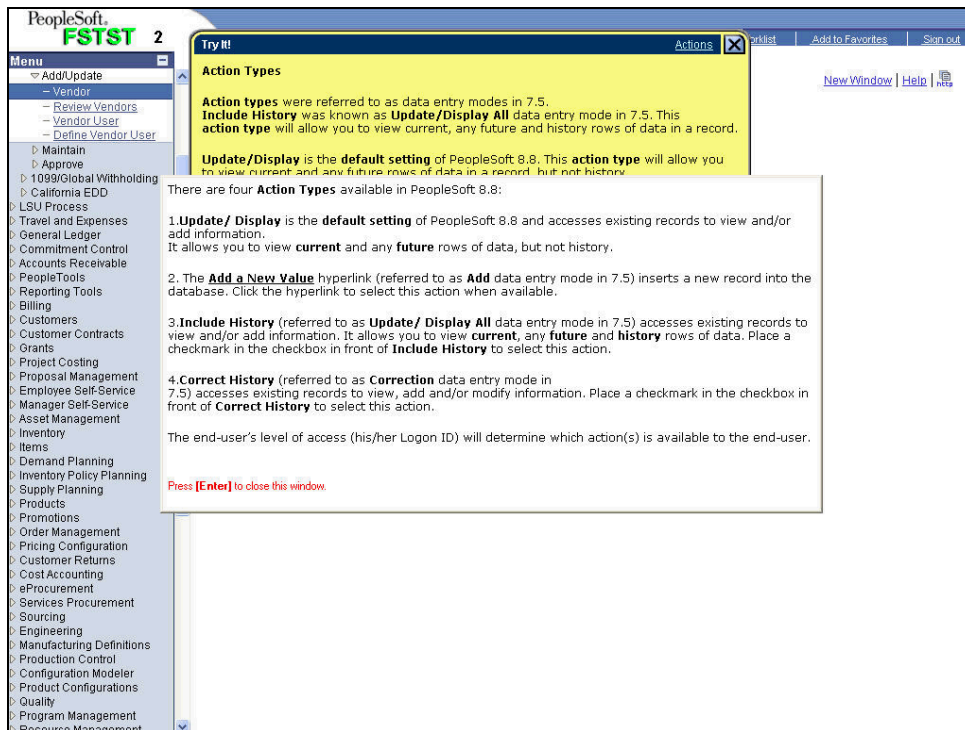 PeopleSoft.
FSTST 2
Menu
Add/Update
Vendor
Review Vendors
Vendor User
Define Vendor User
Maintain
Approve
1099/Global Withholding
California EDD
LSU Process
Travel and Expenses
General Ledger
Commitment Control
Accounts Receivable
PeopleTools
Reporting Tools
Billing
Customers
Customer Contracts
Grants
Project Costing
Proposal Management
Employee Self-Service
Manager Self-Service
Asset Management
Inventory
Items
Demand Planning
Inventory Policy Planning
Supply Planning
Products
Promotions
Order Management
Pricing Configuration
Customer Returns
Cost Accounting
eProcurement
Services Procurement
Sourcing
Engineering
Manufacturing Definitions
Production Control
Configuration Modeler
Product Configurations
Quality
Program Management
Resource Management
Add to Favorites Sign out
New Window | Help |
Try It! Actions X
Action Types
Action types were referred to as data entry modes in 7.5.
Include History was known as Update/Display All data entry mode in 7.5. This
action type will allow you to view current, any future and history rows of data in a record.
Update/Display is the default setting of PeopleSoft 8.8. This action type will allow you
to view current and any future rows of data in a record, but not history.
There are four Action Types available in PeopleSoft 8.8:
1.Update/ Display is the default setting of PeopleSoft 8.8 and accesses existing records to view and/or
add information.
It allows you to view current and any future rows of data, but not history.
2. The Add a New Value hyperlink (referred to as Add data entry mode in 7.5) inserts a new record into the
database. Click the hyperlink to select this action when available.
3.Include History (referred to as Update/ Display All data entry mode in 7.5) accesses existing records to
view and/or add information. It allows you to view current, any future and history rows of data. Place a
checkmark in the checkbox in front of Include History to select this action.
4.Correct History (referred to as Correction data entry mode in
7.5) accesses existing records to view, add and/or modify information. Place a checkmark in the checkbox in
front of Correct History to select this action.
The end-user's level of access (his/her Logon ID) will determine which action(s) is available to the end-user.
Press [Enter] to close this window.